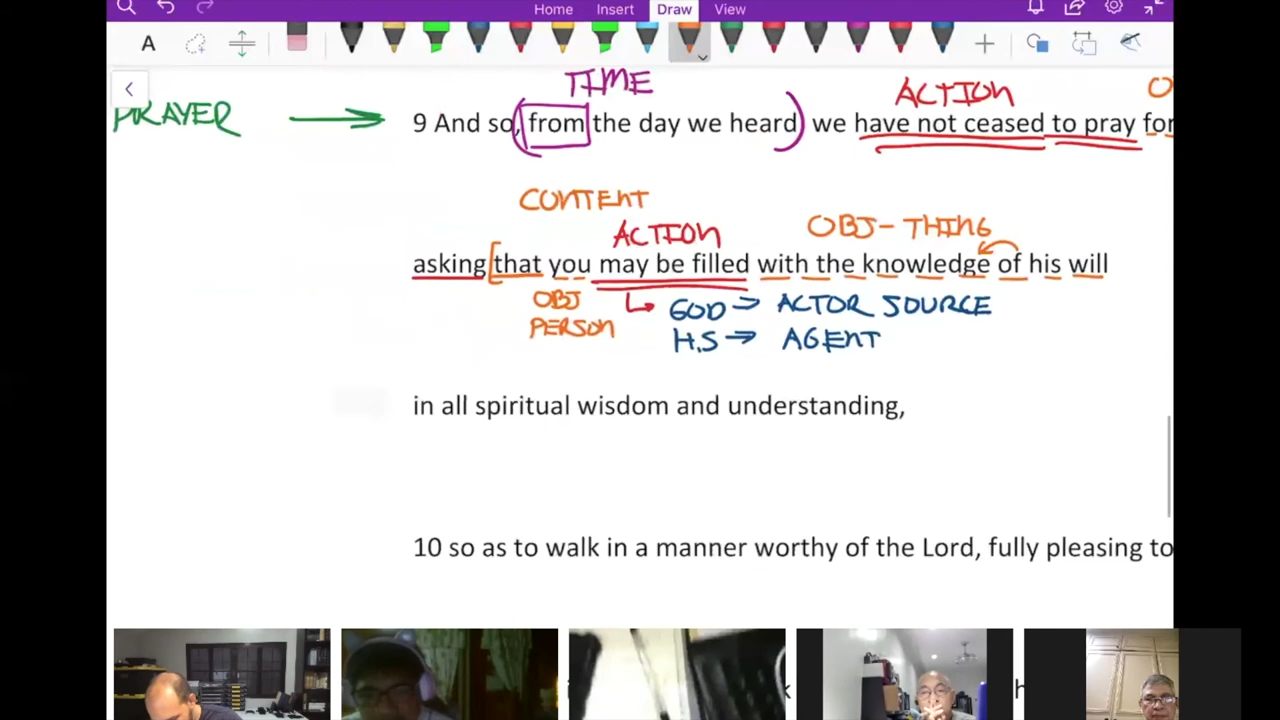 Home Insert Draw View
A
TIME
ACTION
O
PRAYER
9 And so, from the day we heard, we have not ceased to pray for
CONTENT
ACTION
OBJ-THING
asking that you may be filled with the knowledge of his will
OBJ
PERSON
GOD ACTOR SOURCE
H.S AGENT
in all spiritual wisdom and understanding,
10 so as to walk in a manner worthy of the Lord, fully pleasing to